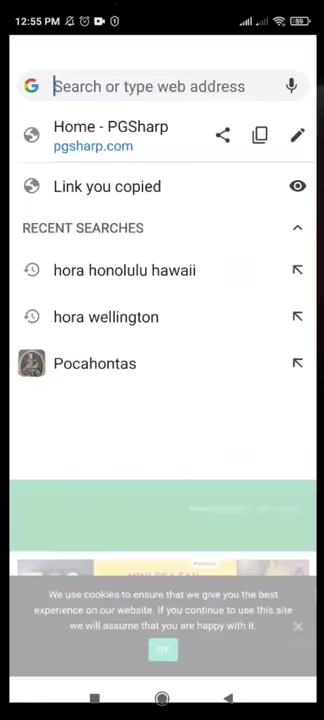 12:55 PM
59
Search or type web address
Home - PGSharp
pgsharp.com
Link you copied
RECENT SEARCHES
hora honolulu hawaii
hora wellington
Pocahontas
We use cookies to ensure that we give you the best
experience on our website. If you continue to use this site
we will assume that you are happy with it.
OK